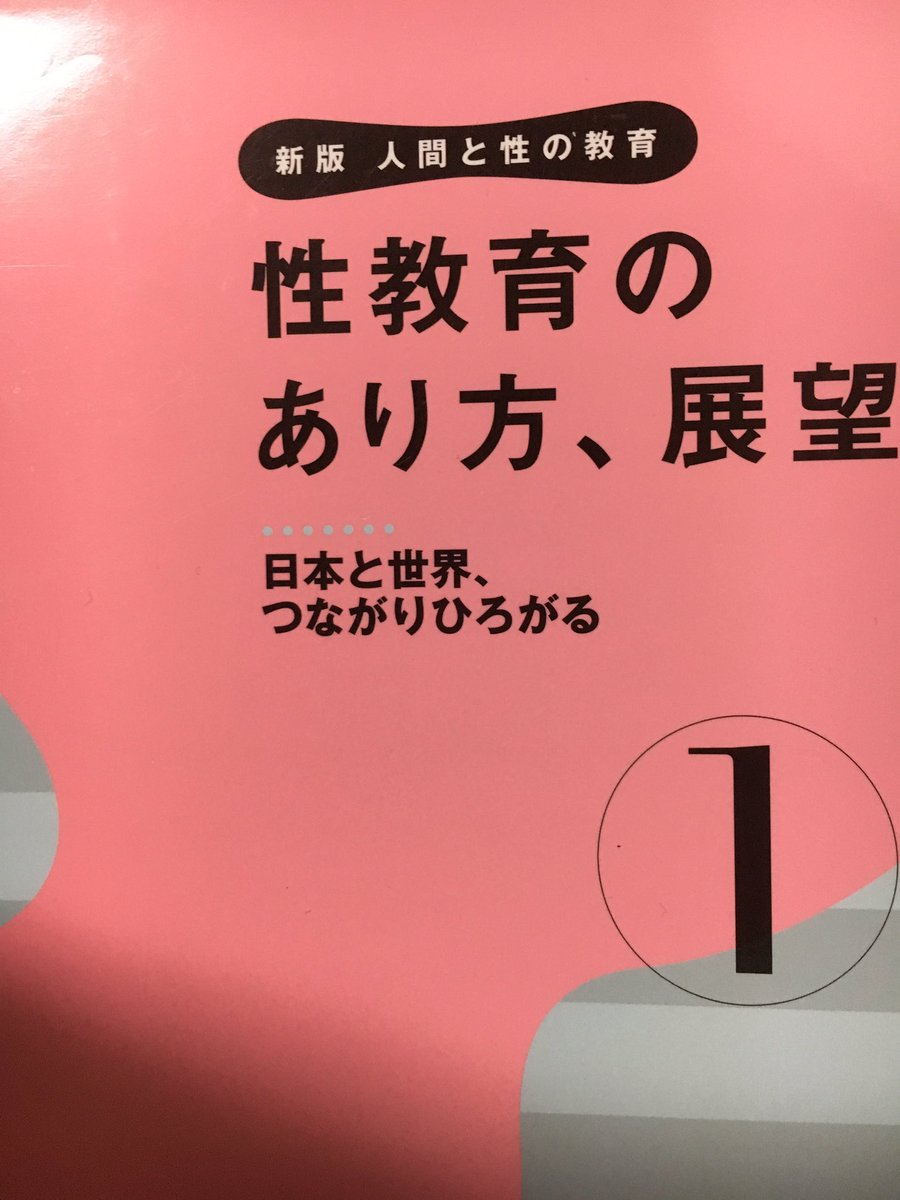 新版 人間と性の教育
性教育の
あり方、展望
日本と世界、
つながりひろがる
1